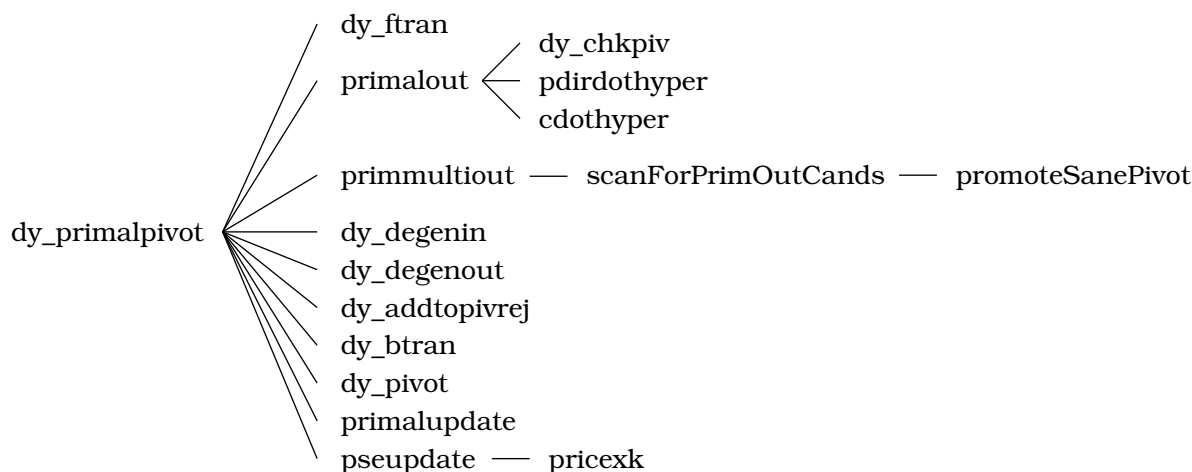 dy_ftran
dy_chkpiv
primalout
pdirdothyper
cdothyper
primmultiout scanForPrimOutCands promoteSanePivot
dy_primalpivot
dy_degenin
dy_degenout
dy_addtopivrej
dy_btran
dy_pivot
primalupdate
pseupdate pricexk